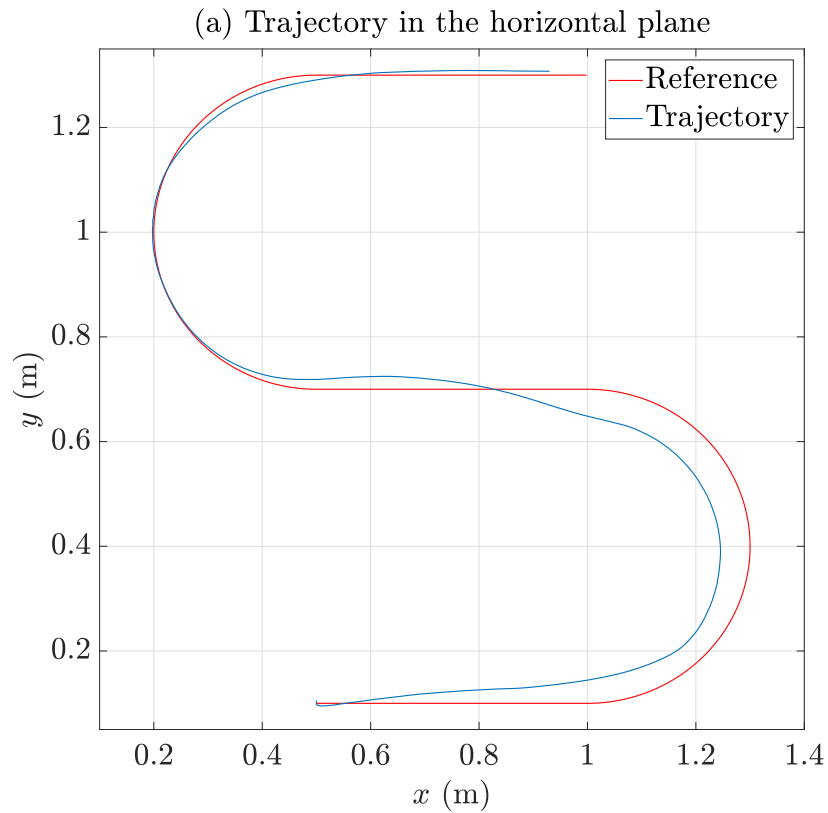 (a) Trajectory in the horizontal plane
Reference
Trajectory
1.2
1
0.8
0.6
0.4
0.2
y (m)
0.2 0.4 0.6 0.8 1 1.2 1.4
x (m)